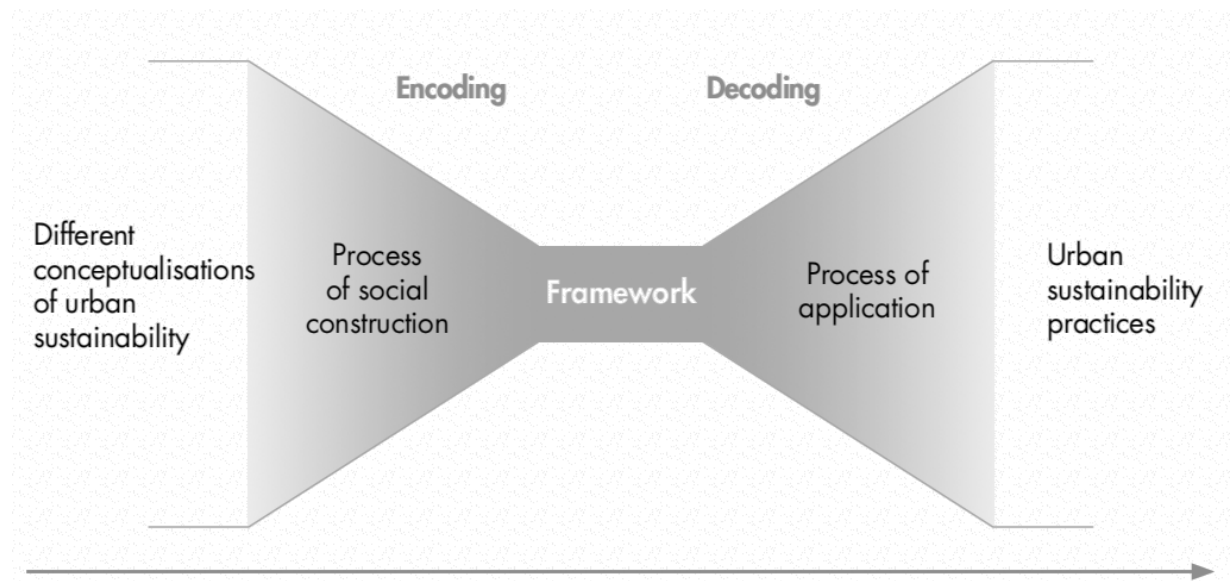 Encoding
Decoding
Different
conceptualisations
of urban
sustainability
Process
of social
construction
Framework
Process of
application
Urban
sustainability
practices